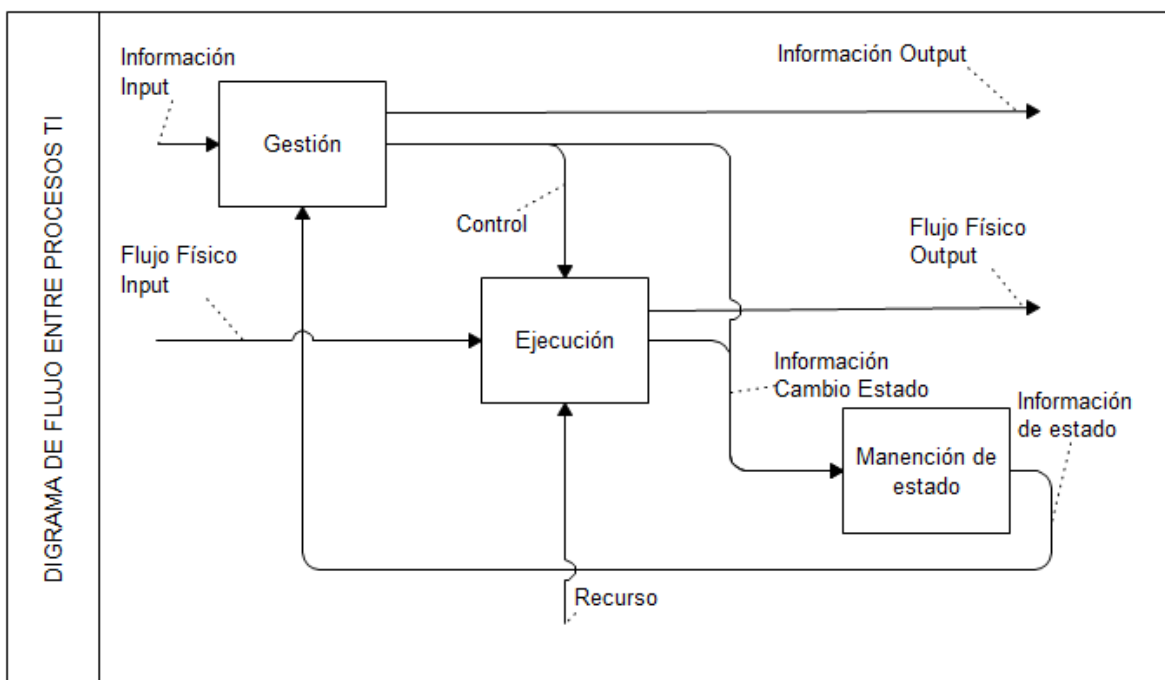 DIGRAMA DE FLUJO ENTRE PROCESOS TI
Información
Input
Información Output
Gestión
Control
Flujo Físico
Input
Flujo Físico
Output
Ejecución
Información
Cambio Estado
Información
de estado
Manención de
estado
Recurso